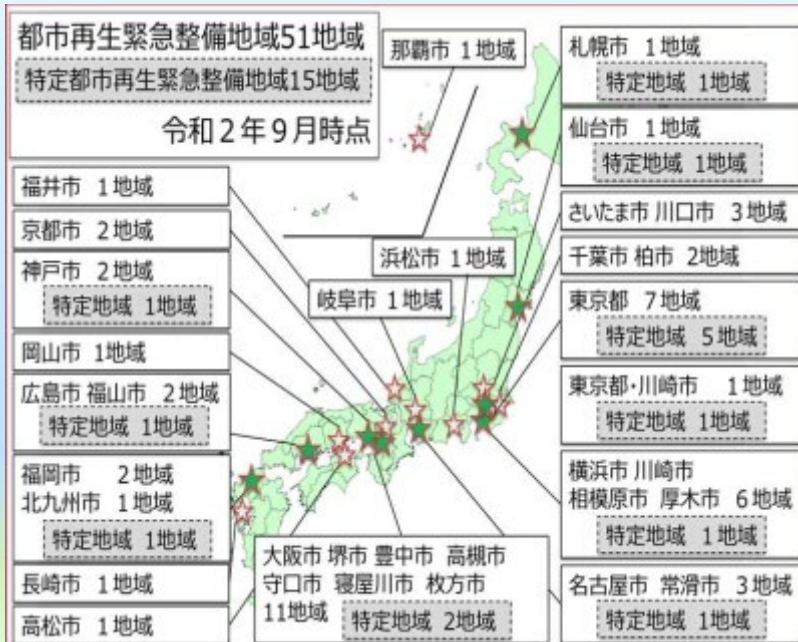 都市再生緊急整備地域51地域
特定都市再生緊急整備地域15地域
令和2年9月時点
那覇市 1地域
札幌市 1地域
特定地域 1地域
仙台市 1地域
特定地域 1地域
さいたま市 川口市 3地域
千葉市 柏市 2地域
東京都 7地域
特定地域 5地域
東京都・川崎市 1地域
特定地域 1地域
横浜市 川崎市
相模原市 厚木市 6地域
特定地域 1地域
名古屋市 常滑市 3地域
特定地域 1地域
浜松市 1地域
岐阜市 1地域
福井市 1地域
京都市 2地域
神戸市 2地域
特定地域 1地域
岡山市 1地域
広島市 福山市 2地域
特定地域 1地域
福岡市 2地域
北九州市 1地域
特定地域 1地域
長崎市 1地域
高松市 1地域
大阪市 堺市 豊中市 高槻市
守口市 寝屋川市 枚方市
11地域 特定地域 2地域